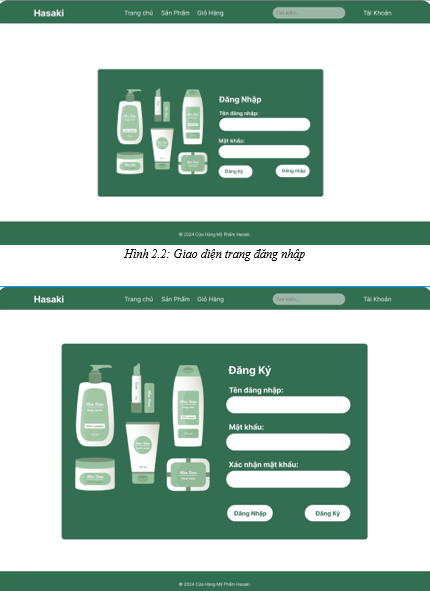 Hasaki Trang chủ Sản Phẩm Giỏ Hàng Tìm kiếm... Tài Khoản
Đăng Nhập
Tên đăng nhập:
Mật khẩu:
Đăng Ký Đăng nhập
© 2024 Cửa Hàng Mỹ Phẩm Hasaki.
Hình 2.2: Giao diện trang đăng nhập
Hasaki Trang chủ Sản Phẩm Giỏ Hàng Tìm kiếm... Tài Khoản
Đăng Ký
Tên đăng nhập:
Mật khẩu:
Xác nhận mật khẩu:
Đăng Nhập Đăng Ký
© 2024 Cửa Hàng Mỹ Phẩm Hasaki.